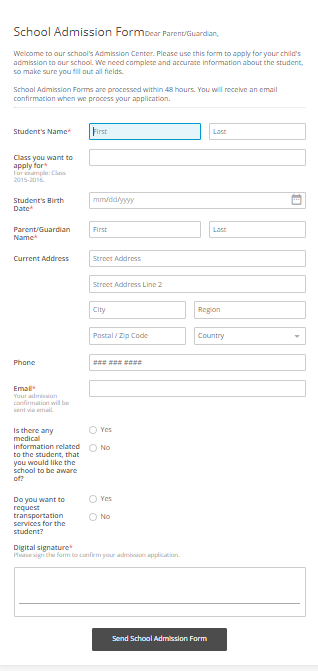 School Admission FormDear Parent/Guardian,
Welcome to our school's Admission Center. Please use this form to apply for your child's
admission to our school. We need complete and accurate information about the student,
so make sure you fill out all fields.
School Admission Forms are processed within 48 hours. You will receive an email
confirmation when we process your application.
Student's Name* First Last
Class you want to
apply for*
For example: Class
2015-2016.
Student's Birth
Date* mm/dd/yyyy
Parent/Guardian
Name* First Last
Current Address Street Address
Street Address Line 2
City Region
Postal / Zip Code Country
Phone ### ### ####
Email*
Your admission
confirmation will be
sent via email.
Is there any
medical
information related
to the student, that
you would like the
school to be aware
of?
Yes
No
Do you want to
request
transportation
services for the
student?
Yes
No
Digital signature*
Please sign the form to confirm your admission application.
Send School Admission Form